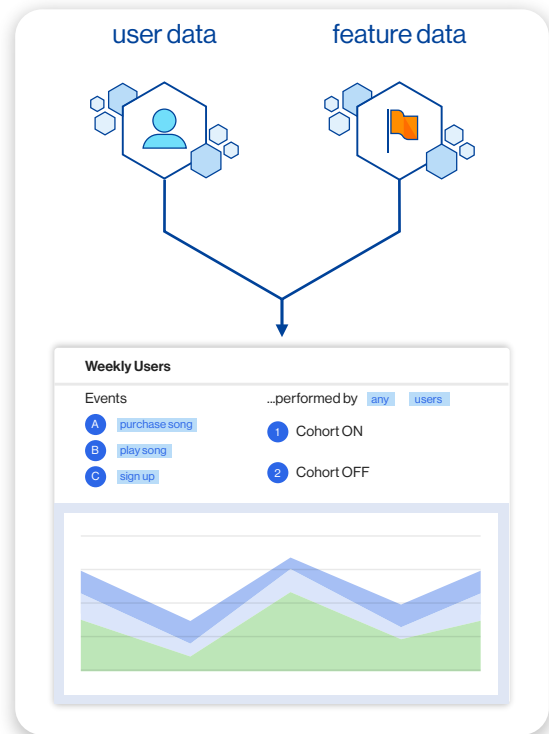 user data
feature data
Weekly Users
Events
A purchase song
B play song
C sign up
...performed by any users
1 Cohort ON
2 Cohort OFF